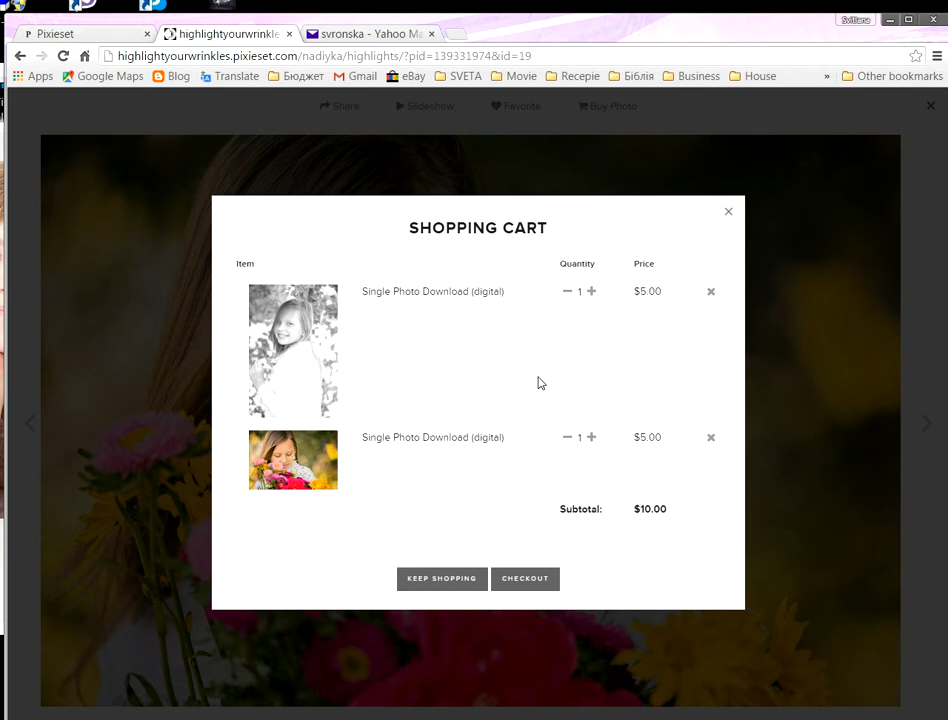 Svitlana
Pixieset
highlightyourwrinkles.
svronska - Yahoo Ma
highlightyourwrinkles.pixieset.com/nadiyka/highlights/?pid=139331974&id=19
Apps Google Maps Blog Translate Бюджет Gmail eBay SVETA Movie Recepie Біблія Business House » Other bookmarks
Share Slideshow Favorite Buy Photo
SHOPPING CART
Item Quantity Price
Single Photo Download (digital) 1 $5.00
Single Photo Download (digital) 1 $5.00
Subtotal: $10.00
KEEP SHOPPING CHECKOUT